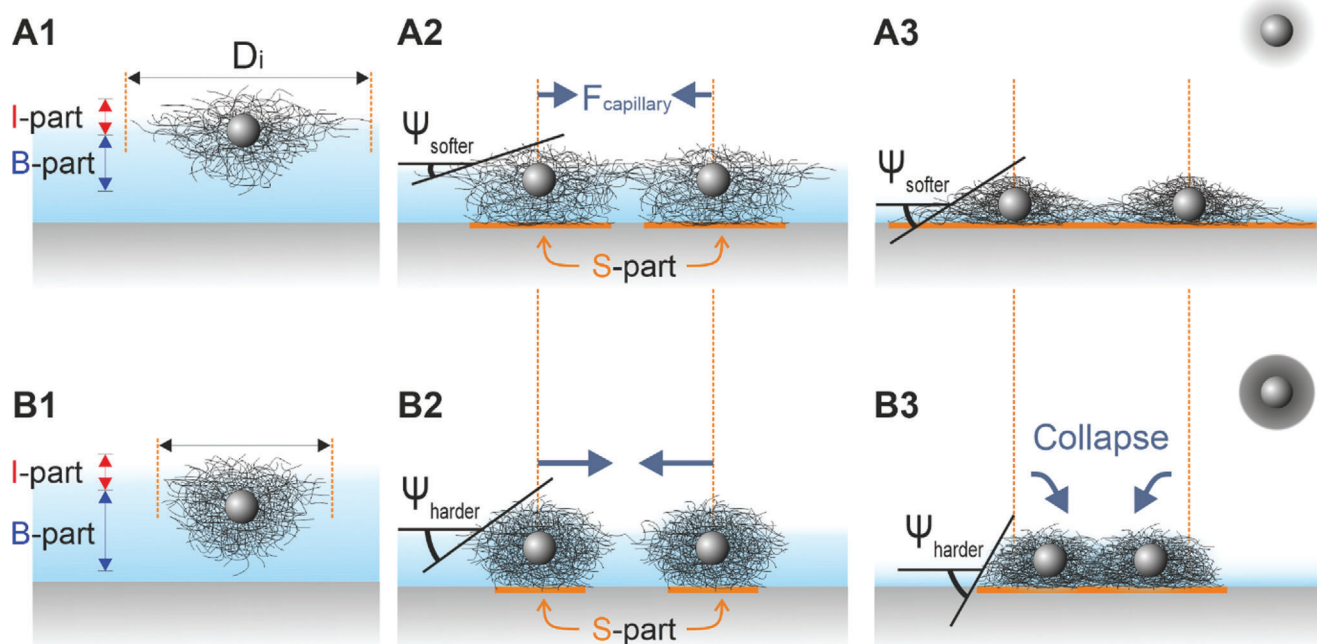 A1
Di
I-part
B-part
A2
Fcapillary
Ψsofter
S-part
A3
Ψsofter
B1
I-part
B-part
B2
Ψharder
S-part
B3
Collapse
Ψharder